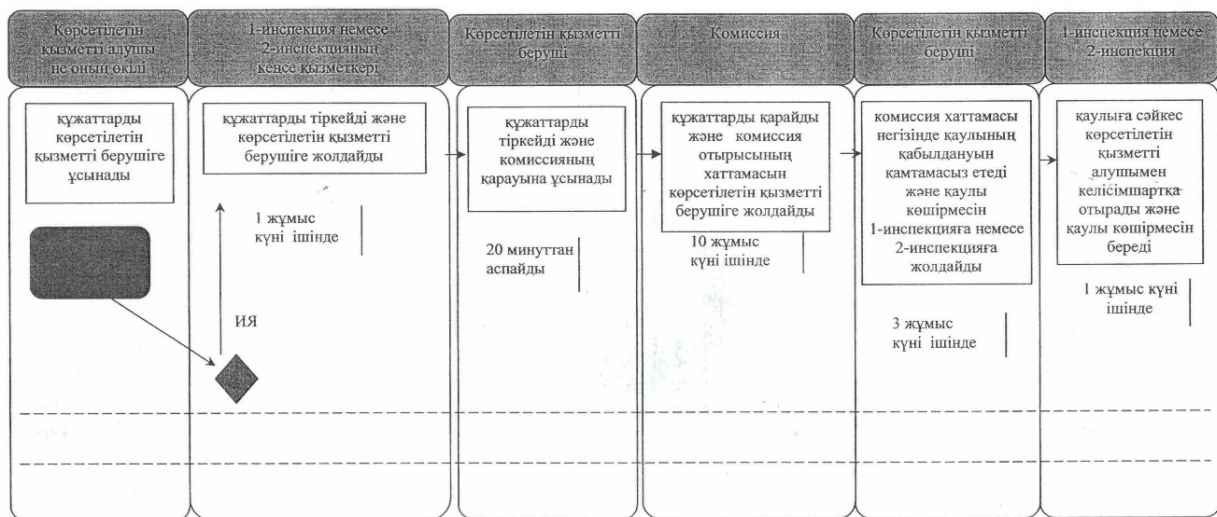 Көрсетілетін
қызметті алушы
не оның өкілі
1-инспекция немесе
2-инспекцияның
кеңсе қызметкері
Көрсетілетін қызметті
беруші
Комиссия
Көрсетілетін қызметті
беруші
1-инспекция немесе
2-инспекция
құжаттарды
көрсетілетін
қызметті берушіге
ұсынады
құжаттарды тіркейді және
көрсетілетін қызметті
берушіге жолдайды
1 жұмыс
күні ішінде
ИЯ
құжаттарды
тіркейді және
комиссияның
қарауына ұсынады
20 минуттан
аспайды
құжаттарды қарайды
және комиссия
отырысының
хаттамасын
көрсетілетін қызметті
берушіге жолдайды
10 жұмыс
күні ішінде
комиссия хаттамасы
негізінде қаулының
қабылдануын
қамтамасыз етеді
және қаулы
көшірмесін
1-инспекцияға немесе
2-инспекцияға
жолдайды
3 жұмыс
күні ішінде
қаулыға сәйкес
көрсетілетін
қызметті
алушымен
келісімшартқа
отырады және
қаулы көшірмесін
береді
1 жұмыс күні
ішінде